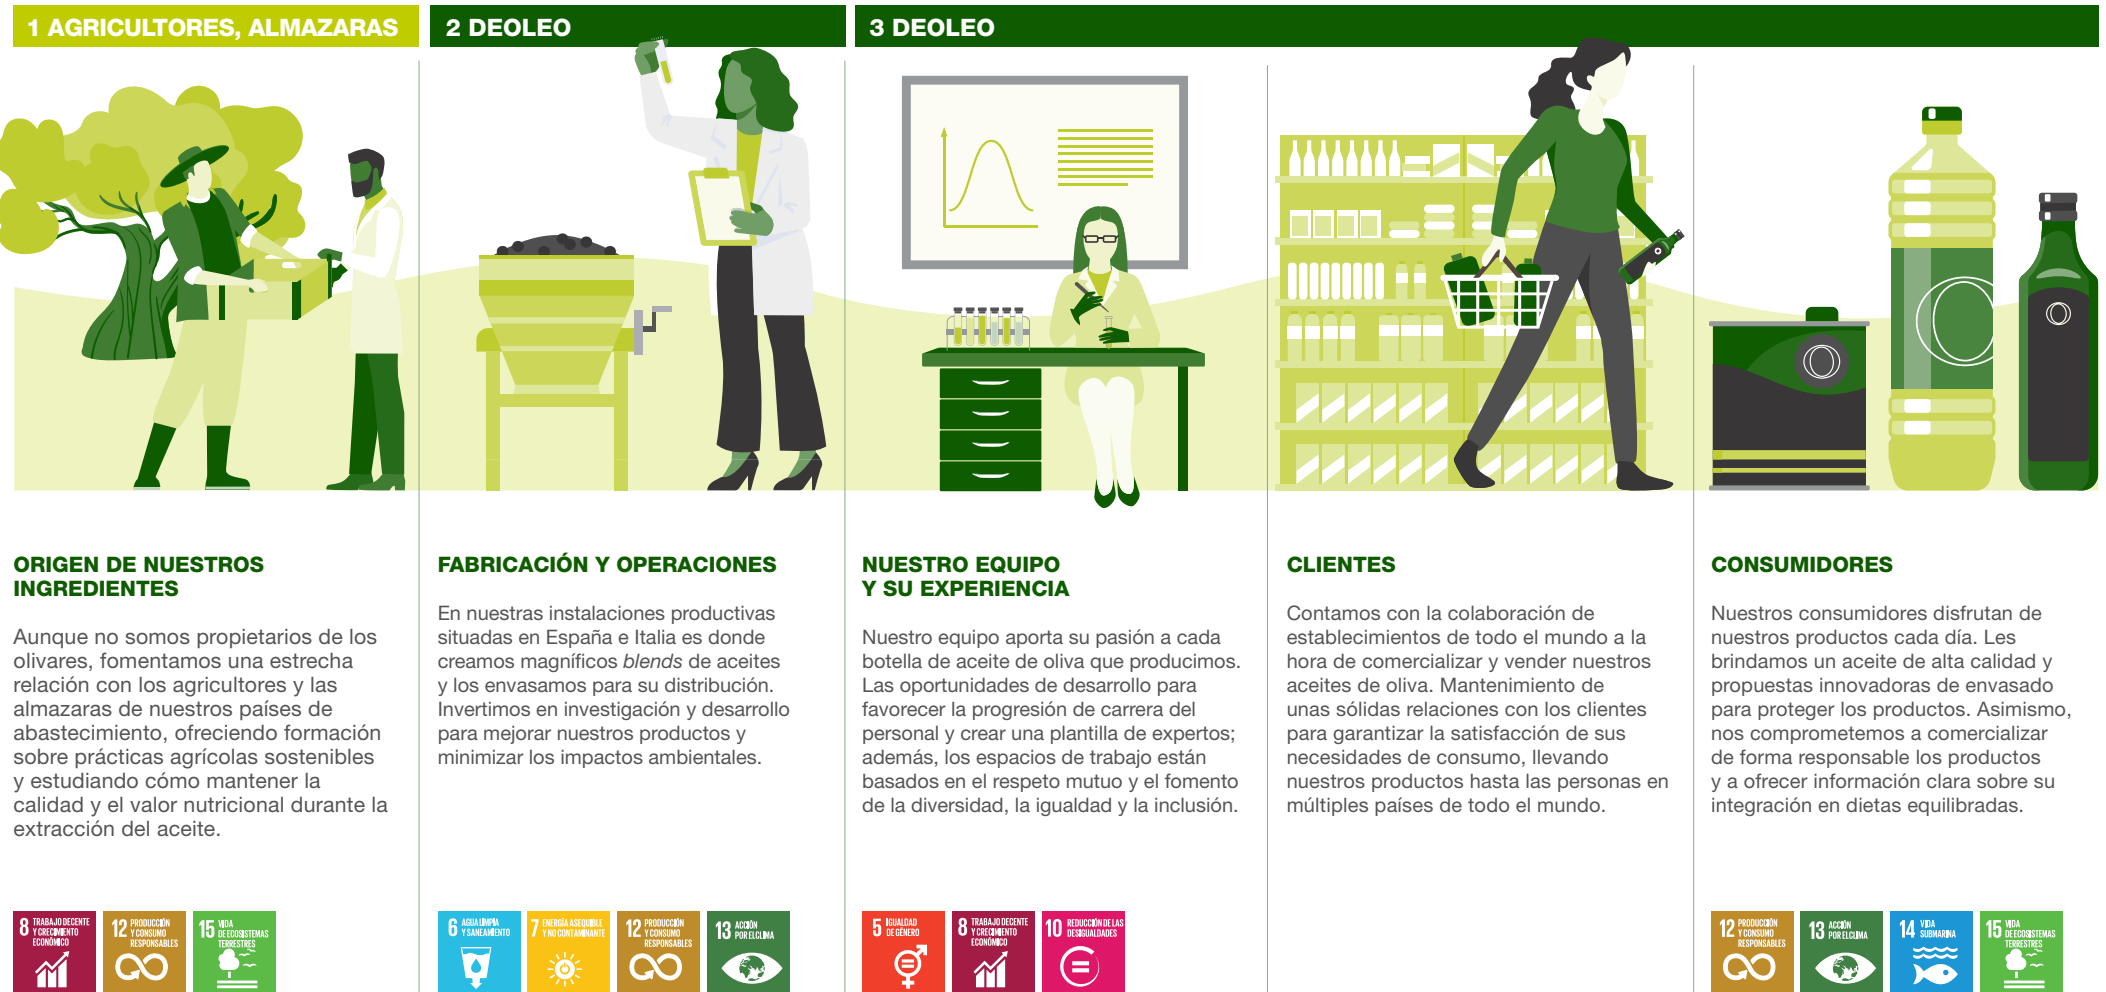 1 AGRICULTORES, ALMAZARAS
2 DEOLEO
3 DEOLEO
ORIGEN DE NUESTROS
INGREDIENTES
Aunque no somos propietarios de los
olivares, fomentamos una estrecha
relación con los agricultores y las
almazaras de nuestros países de
abastecimiento, ofreciendo formación
sobre prácticas agrícolas sostenibles
y estudiando cómo mantener la
calidad y el valor nutricional durante la
extracción del aceite.
8 TRABAJO DECENTE
Y CRECIMIENTO
ECONÓMICO
12 PRODUCCIÓN
Y CONSUMO
RESPONSABLES
15 VIDA
DE ECOSISTEMAS
TERRESTRES
FABRICACIÓN Y OPERACIONES
En nuestras instalaciones productivas
situadas en España e Italia es donde
creamos magníficos blends de aceites
y los envasamos para su distribución.
Invertimos en investigación y desarrollo
para mejorar nuestros productos y
minimizar los impactos ambientales.
6 AGUA LIMPIA
Y SANEAMIENTO
7 ENERGÍA ASEQUIBLE
Y NO CONTAMINANTE
12 PRODUCCIÓN
Y CONSUMO
RESPONSABLES
13 ACCIÓN
POR EL CLIMA
NUESTRO EQUIPO
Y SU EXPERIENCIA
Nuestro equipo aporta su pasión a cada
botella de aceite de oliva que producimos.
Las oportunidades de desarrollo para
favorecer la progresión de carrera del
personal y crear una plantilla de expertos;
además, los espacios de trabajo están
basados en el respeto mutuo y el fomento
de la diversidad, la igualdad y la inclusión.
5 IGUALDAD
DE GÉNERO
8 TRABAJO DECENTE
Y CRECIMIENTO
ECONÓMICO
10 REDUCCIÓN DE LAS
DESIGUALDADES
CLIENTES
Contamos con la colaboración de
establecimientos de todo el mundo a la
hora de comercializar y vender nuestros
aceites de oliva. Mantenimiento de
unas sólidas relaciones con los clientes
para garantizar la satisfacción de sus
necesidades de consumo, llevando
nuestros productos hasta las personas en
múltiples países de todo el mundo.
CONSUMIDORES
Nuestros consumidores disfrutan de
nuestros productos cada día. Les
brindamos un aceite de alta calidad y
propuestas innovadoras de envasado
para proteger los productos. Asimismo,
nos comprometemos a comercializar
de forma responsable los productos
y a ofrecer información clara sobre su
integración en dietas equilibradas.
12 PRODUCCIÓN
Y CONSUMO
RESPONSABLES
13 ACCIÓN
POR EL CLIMA
14 VIDA
SUBMARINA
15 VIDA
DE ECOSISTEMAS
TERRESTRES